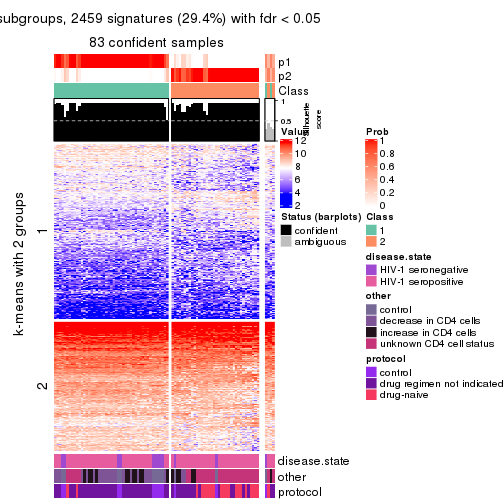 subgroups, 2459 signatures (29.4%) with fdr < 0.05
83 confident samples
p1
p2
Class
1
0.5
0
Silhouette
score
k-means with 2 groups
1
2
Value
12
10
8
6
4
2
Prob
1
0.8
0.6
0.4
0.2
0
Status (barplots)
confident
ambiguous
Class
1
2
disease.state
HIV-1 seronegative
HIV-1 seropositive
other
control
decrease in CD4 cells
increase in CD4 cells
unknown CD4 cell status
protocol
control
drug regimen not indicated
drug-naive
disease.state
other
protocol